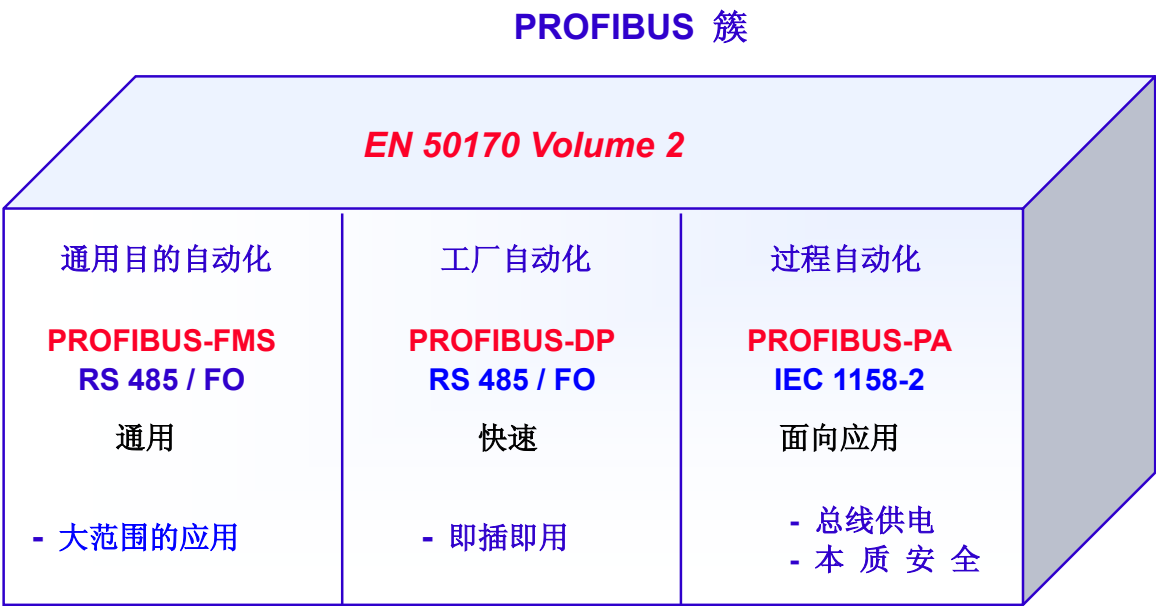 PROFIBUS 簇
EN 50170 Volume 2
通用目的自动化
PROFIBUS-FMS
RS 485 / FO
通用
- 大范围的应用
工厂自动化
PROFIBUS-DP
RS 485 / FO
快速
- 即插即用
过程自动化
PROFIBUS-PA
IEC 1158-2
面向应用
- 总线供电
- 本 质 安 全